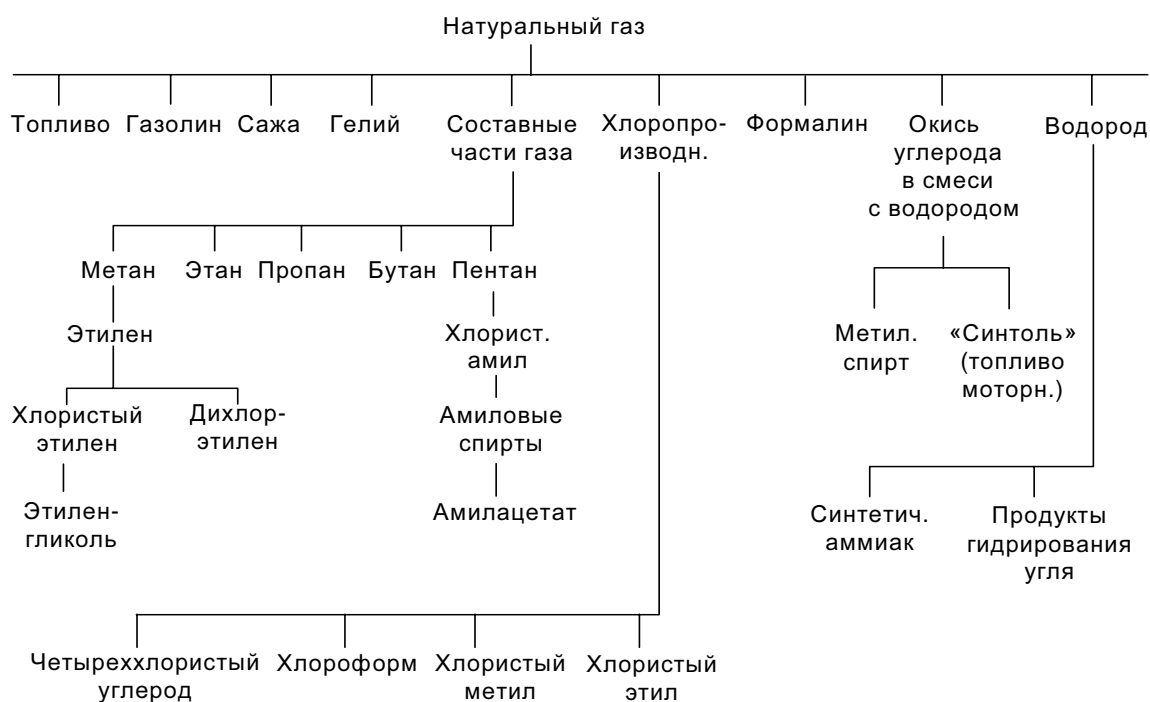 Натуральный газ
Топливо Газолин Сажа Гелий Составные Хлоропро- Формалин Окись Водород
части газа изводн. углерода
в смеси
с водородом
Метан Этан Пропан Бутан Пентан
Этилен Хлорист. Метил. «Синтоль»
амил спирт (топливо
моторн.)
Хлористый Дихлор- Амиловые
этилен этилен спирты
Этилен- Амилацетат Синтетич. Продукты
гликоль аммиак гидрирования
угля
Четыреххлористый Хлороформ Хлористый Хлористый
углерод метил этил